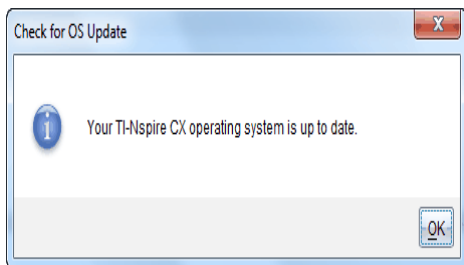 Check for OS Update
Your TI-Nspire CX operating system is up to date.
OK